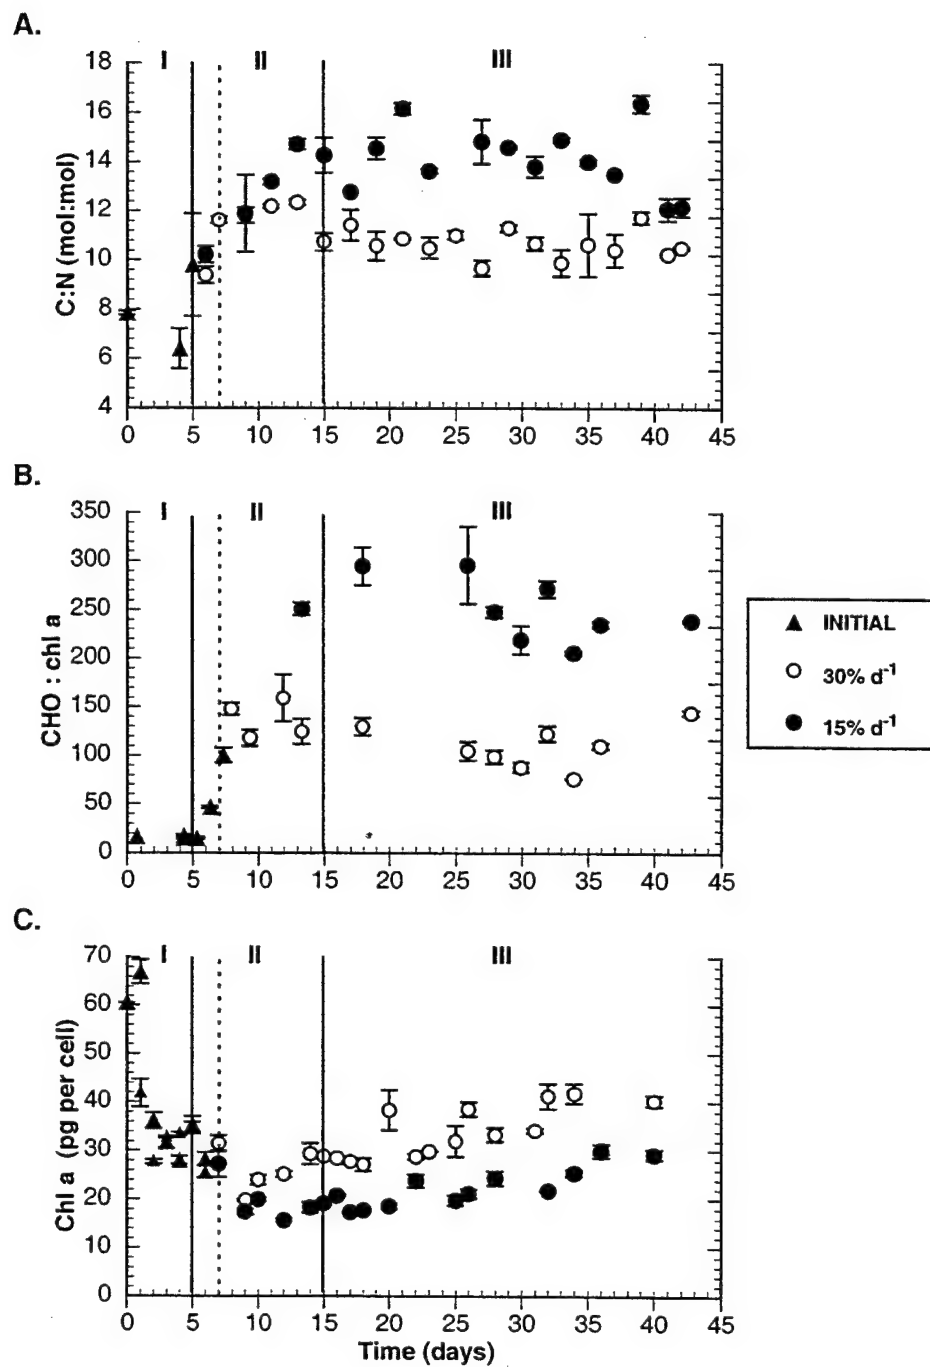 A.
I II III
18
16
14
12
10
8
6
4
C:N (mol:mol)
0 5 10 15 20 25 30 35 40 45
B.
I II III
350
300
250
200
150
100
50
0
CHO : chl a
0 5 10 15 20 25 30 35 40 45
INITIAL
30% d-1
15% d-1
C.
I II III
70
60
50
40
30
20
10
0
Chl a (pg per cell)
0 5 10 15 20 25 30 35 40 45
Time (days)